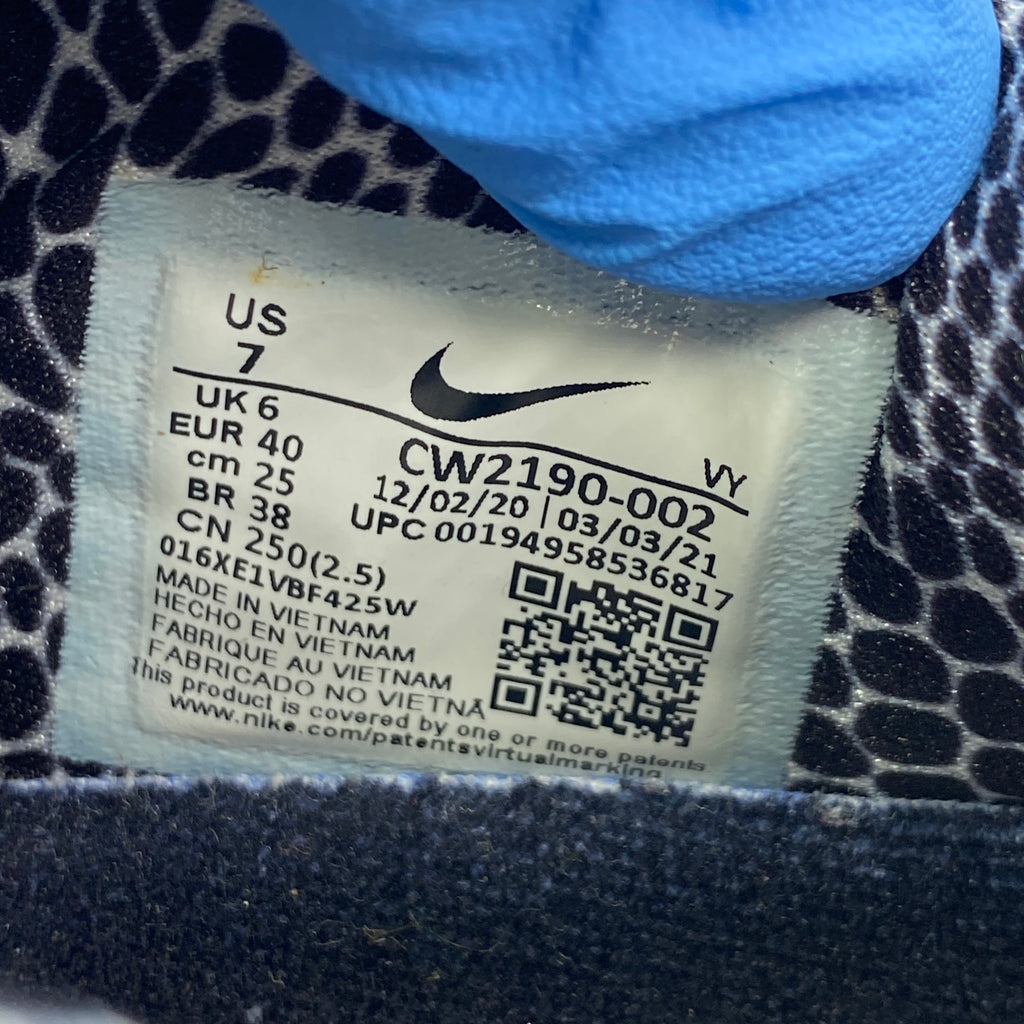 US
7
UK 6
EUR 40
cm 25
BR 38
CN 250(2.5)
VY
CW2190-002
12/02/20 | 03/03/21
UPC 00194958536817
016XE1VBF425W
MADE IN VIETNAM
HECHO EN VIETNAM
FABRIQUE AU VIETNAM
FABRICADO NO VIETNÃ
This product is covered by one or more patents
www.nike.com/patentsvirtualmarking